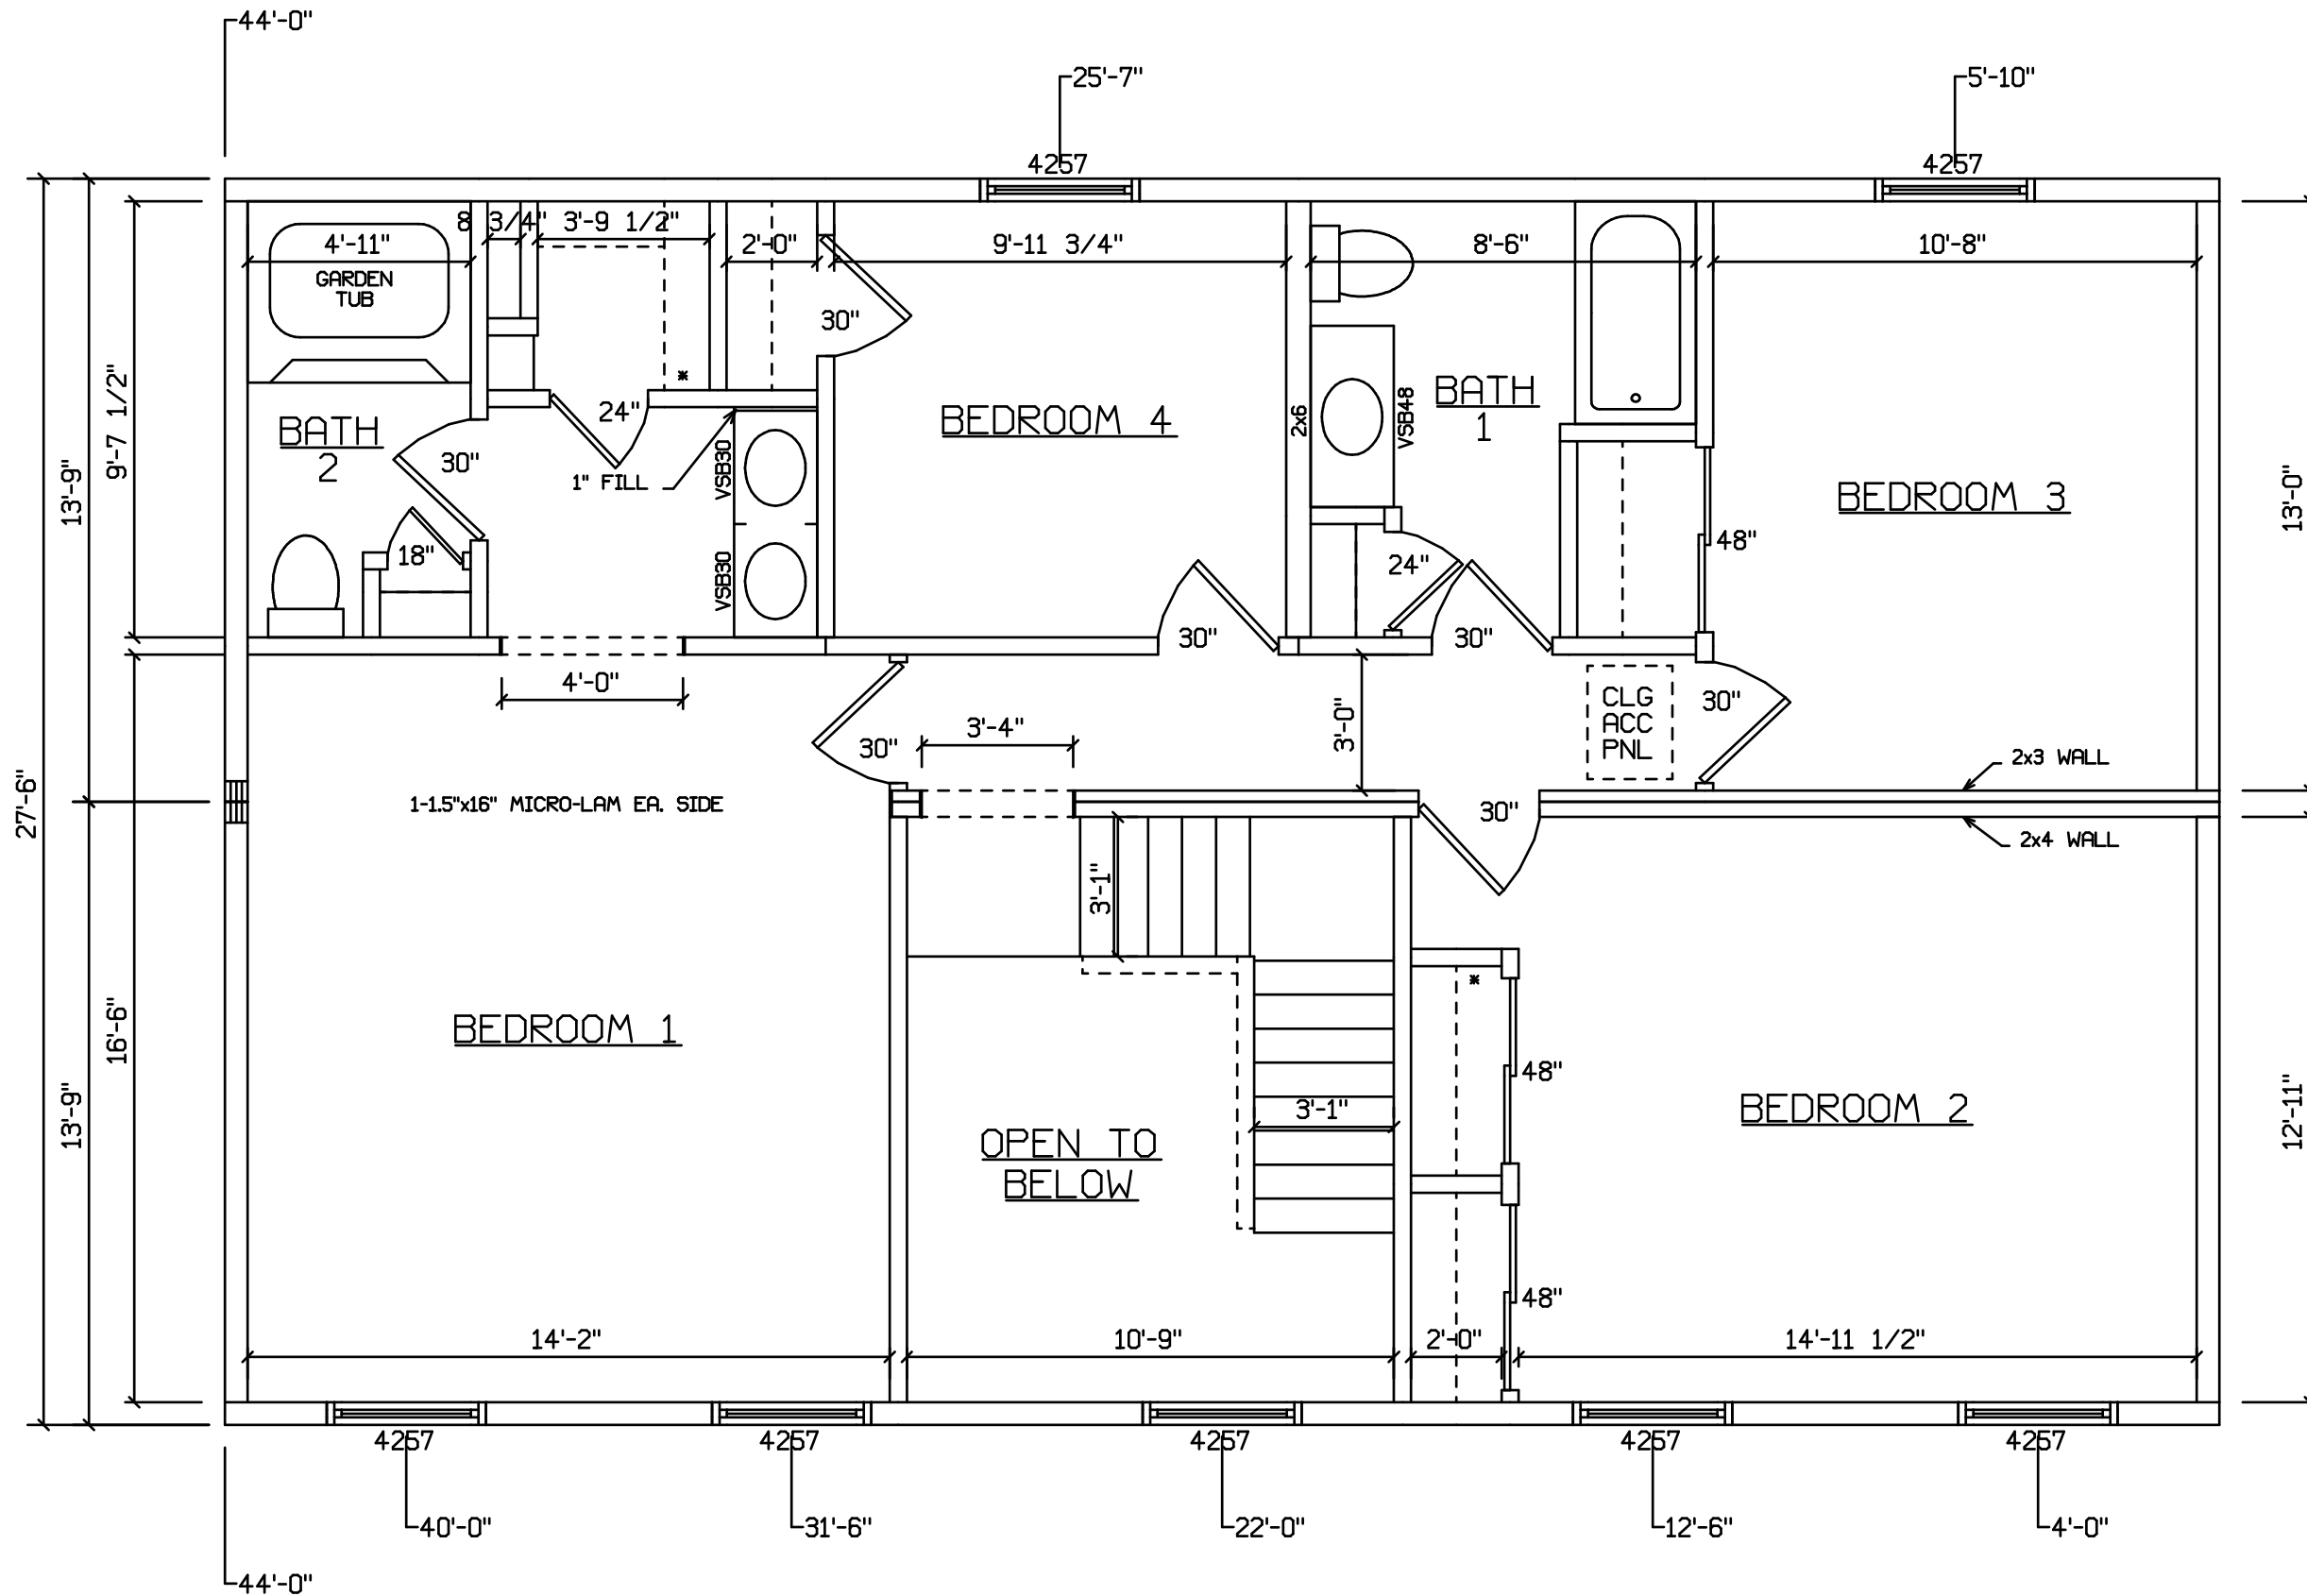 44'-0"
25'-7"
5'-10"
4257
4257
8 3/4"
3'-9 1/2"
4'-11"
2'-0"
9'-11 3/4"
8'-6"
10'-8"
GARDEN
TUB
30"
9'-7 1/2"
*
24"
BATH
2
BEDROOM 4
2x6
VSB48
BATH
1
30"
VSB30
1" FILL
13'-9"
BEDROOM 3
13'-0"
48"
18"
VSB30
24"
30"
30"
4'-0"
CLG
ACC
PNL
30"
3'-4"
3'-0"
30"
2x3 WALL
27'-6"
1-1.5"x16" MICRO-LAM EA. SIDE
30"
2x4 WALL
3'-1"
*
16'-6"
BEDROOM 1
48"
13'-9"
3'-1"
BEDROOM 2
12'-11"
OPEN TO
BELOW
48"
14'-2"
10'-9"
2'-0"
14'-11 1/2"
4257
4257
4257
4257
4257
40'-0"
31'-6"
22'-0"
12'-6"
4'-0"
44'-0"